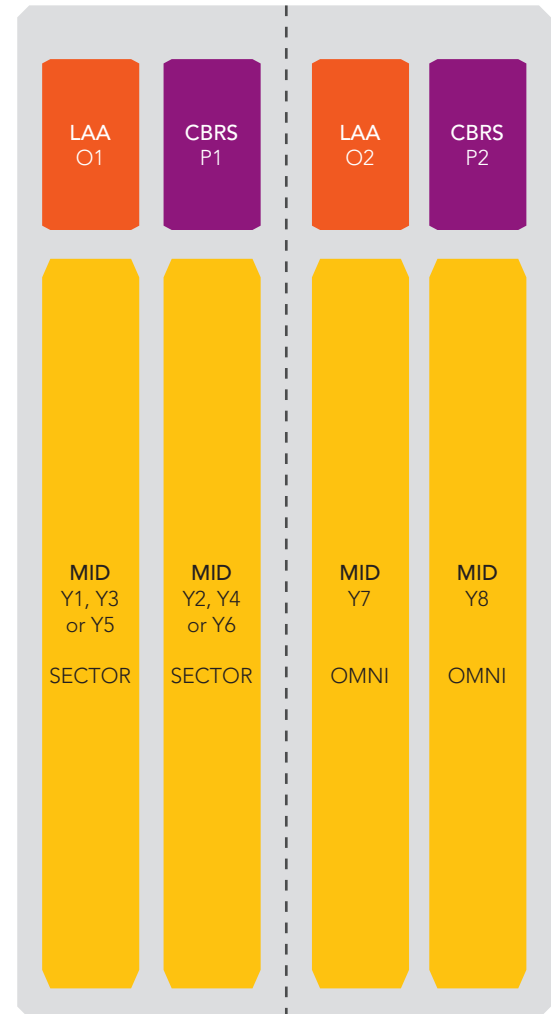 LAA
O1
CBRS
P1
LAA
O2
CBRS
P2
MID
Y1, Y3
or Y5
SECTOR
MID
Y2, Y4
or Y6
SECTOR
MID
Y7
OMNI
MID
Y8
OMNI